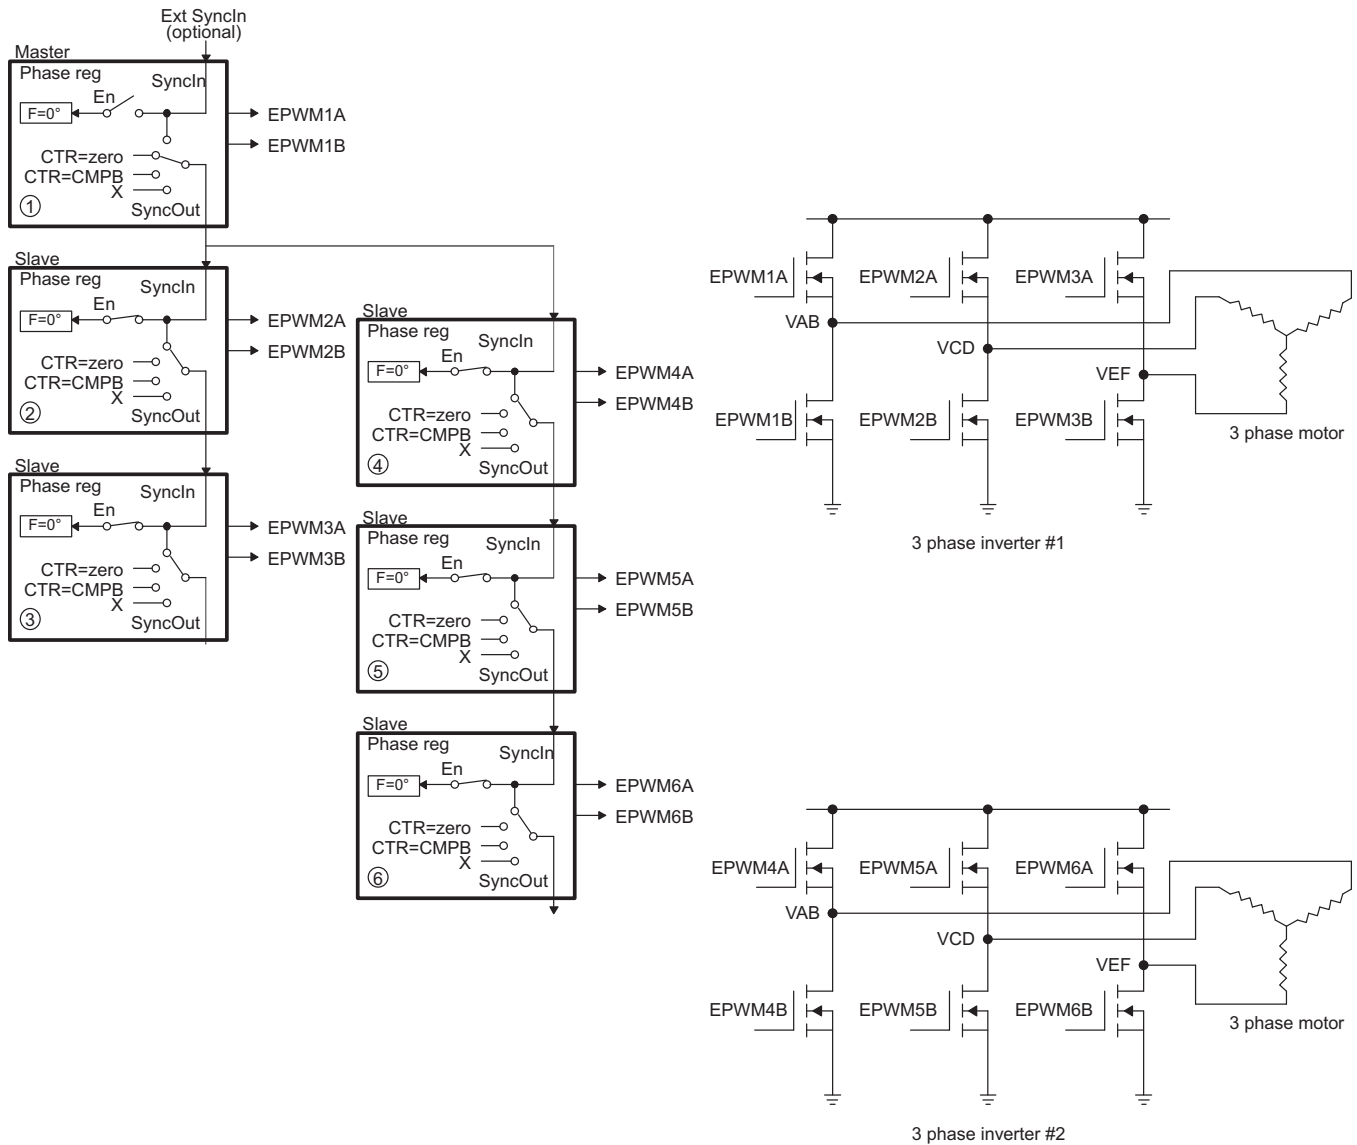 Ext SyncIn
(optional)
Master
Phase reg
SyncIn
En
F=0°
EPWM1A
EPWM1B
CTR=zero
CTR=CMPB
X
1
SyncOut
Slave
Phase reg
SyncIn
En
F=0°
EPWM2A
EPWM2B
CTR=zero
CTR=CMPB
X
2
SyncOut
Slave
Phase reg
SyncIn
En
F=0°
EPWM3A
EPWM3B
CTR=zero
CTR=CMPB
X
3
SyncOut
Slave
Phase reg
SyncIn
En
F=0°
EPWM4A
EPWM4B
CTR=zero
CTR=CMPB
X
4
SyncOut
Slave
Phase reg
SyncIn
En
F=0°
EPWM5A
EPWM5B
CTR=zero
CTR=CMPB
X
5
SyncOut
Slave
Phase reg
SyncIn
En
F=0°
EPWM6A
EPWM6B
CTR=zero
CTR=CMPB
X
6
SyncOut
EPWM1A
EPWM2A
EPWM3A
VAB
VCD
VEF
EPWM1B
EPWM2B
EPWM3B
3 phase motor
3 phase inverter #1
EPWM4A
EPWM5A
EPWM6A
VAB
VCD
VEF
EPWM4B
EPWM5B
EPWM6B
3 phase motor
3 phase inverter #2